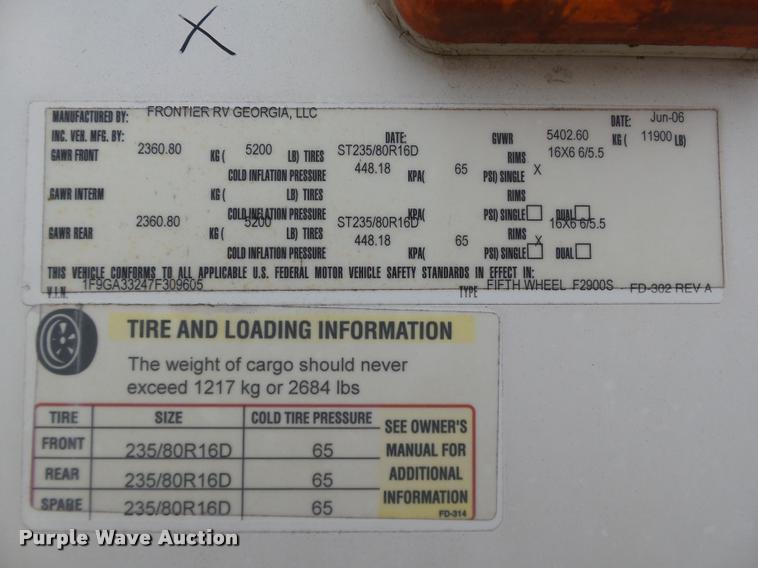 X
MANUFACTURED BY: FRONTIER RV GEORGIA, LLC DATE: Jun-06
INC. VEH. MFG. BY: DATE: GVWR 5402.60 KG ( 11900 LB)
GAWR FRONT 2360.80 KG ( 5200 LB) TIRES ST235/80R16D RIMS 16X6 6/5.5
COLD INFLATION PRESSURE 448.18 KPA( 65 PSI) SINGLE X
GAWR INTERM KG ( LB) TIRES RIMS
COLD INFLATION PRESSURE KPA( PSI) SINGLE DUAL
GAWR REAR 2360.80 KG ( 5200 LB) TIRES ST235/80R16D RIMS 16X6 6/5.5
COLD INFLATION PRESSURE 448.18 KPA( 65 PSI) SINGLE X DUAL
THIS VEHICLE CONFORMS TO ALL APPLICABLE U.S. FEDERAL MOTOR VEHICLE SAFETY STANDARDS IN EFFECT IN:
V.I.N. 1F9GA33247F309605 TYPE FIFTH WHEEL F2900S FD-302 REV A
TIRE AND LOADING INFORMATION
The weight of cargo should never
exceed 1217 kg or 2684 lbs
TIRE SIZE COLD TIRE PRESSURE
FRONT 235/80R16D 65
REAR 235/80R16D 65
SPARE 235/80R16D 65
SEE OWNER'S
MANUAL FOR
ADDITIONAL
INFORMATION
FD-314
Purple Wave Auction